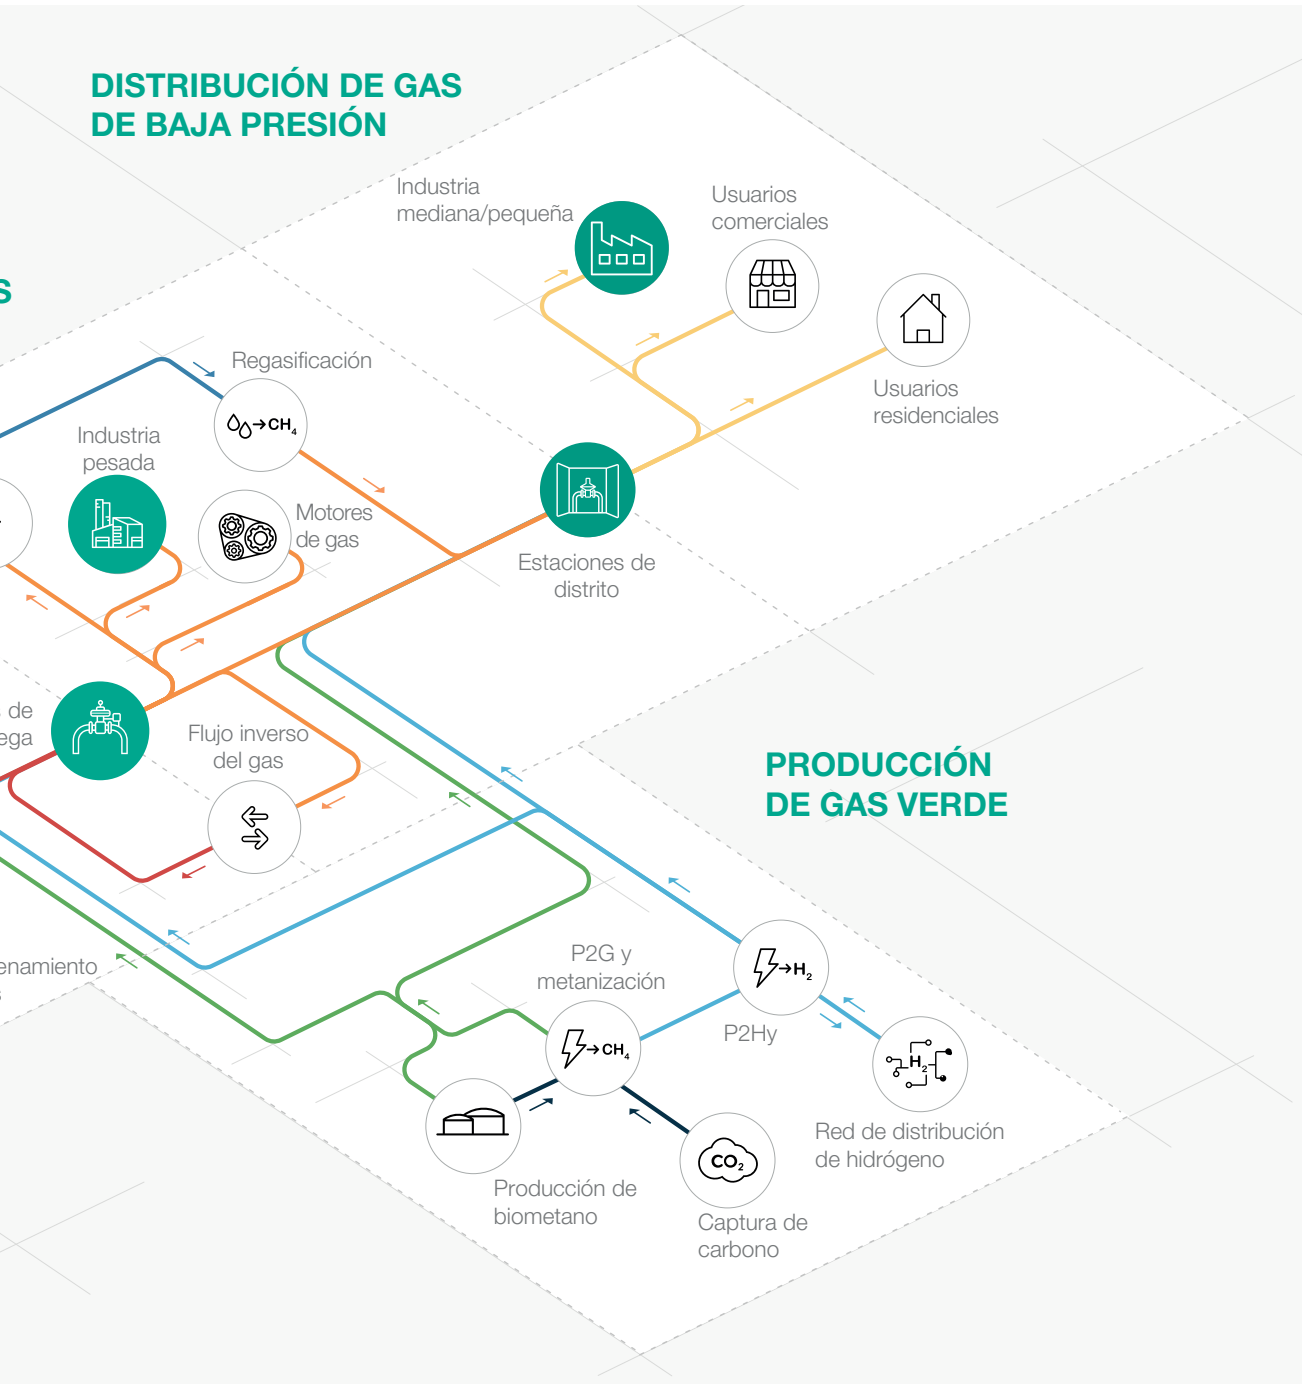 DISTRIBUCIÓN DE GAS
DE BAJA PRESIÓN
Industria
mediana/pequeña
Usuarios
comerciales
S
Regasificación
Usuarios
residenciales
→CH₄
Industria
pesada
Motores
de gas
Estaciones de
distrito
de
Flujo inverso
del gas
PRODUCCIÓN
DE GAS VERDE
P2G y
metanización
→H₂
P2Hy
→CH₄
H₂
Red de distribución
de hidrógeno
CO₂
Producción de
biometano
Captura de
carbono